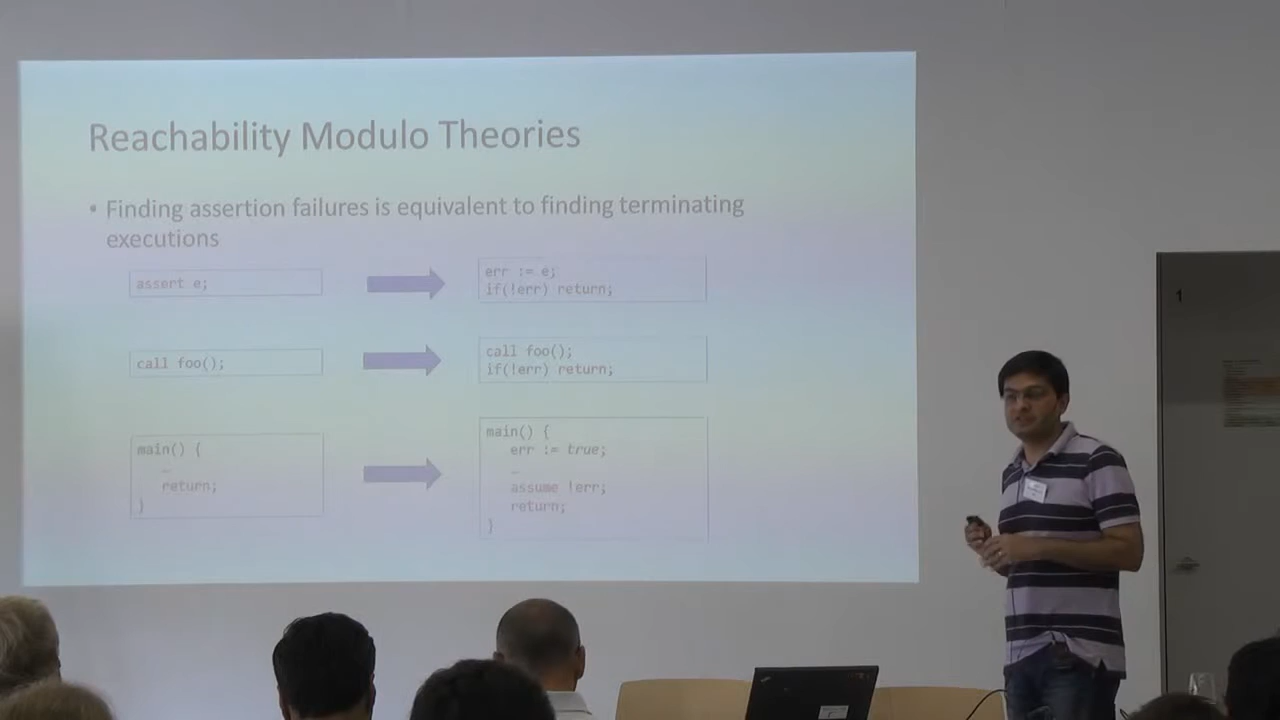 Reachability Modulo Theories
• Finding assertion failures is equivalent to finding terminating
executions
assert e;
err := e;
if(!err) return;
call foo();
call foo();
if(!err) return;
main() {
…
return;
}
main() {
err := true;
…
assume !err;
return;
}
1